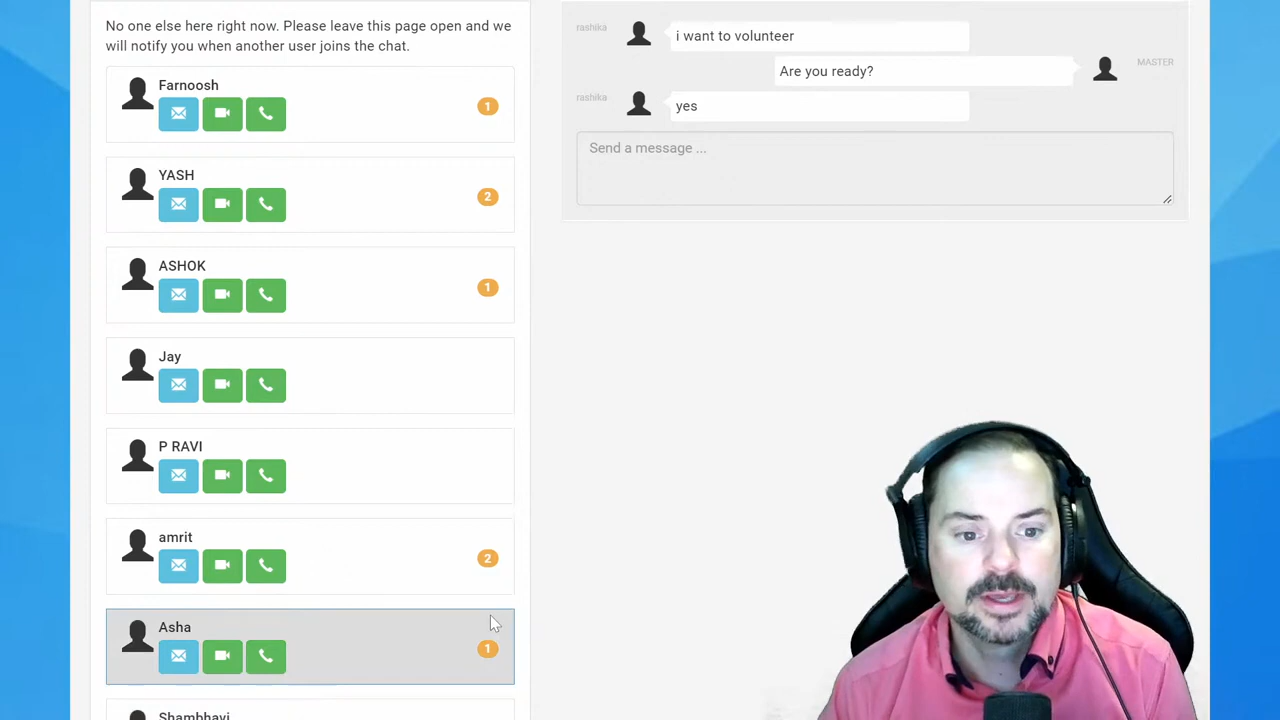 No one else here right now. Please leave this page open and we
will notify you when another user joins the chat.
Farnoosh
1
YASH
2
ASHOK
1
Jay
P RAVI
amrit
2
Asha
1
Shambhavi
rashika
i want to volunteer
Are you ready?
MASTER
rashika
yes
Send a message ...